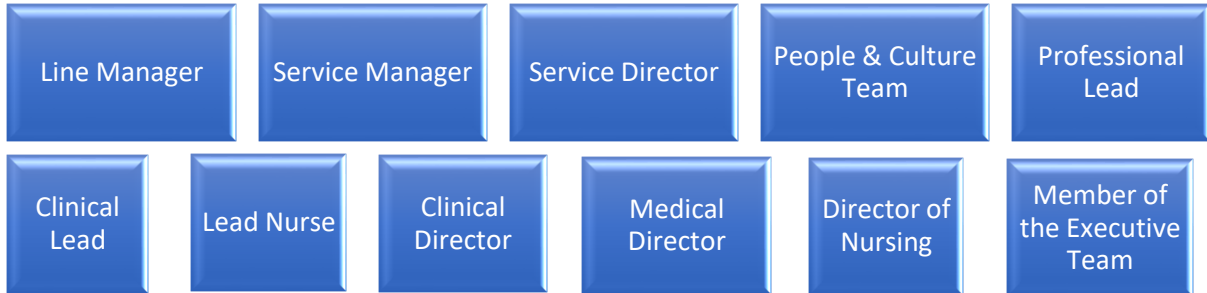 Line Manager
Service Manager
Service Director
People & Culture
Team
Professional
Lead
Clinical
Lead
Lead Nurse
Clinical
Director
Medical
Director
Director of
Nursing
Member of
the Executive
Team